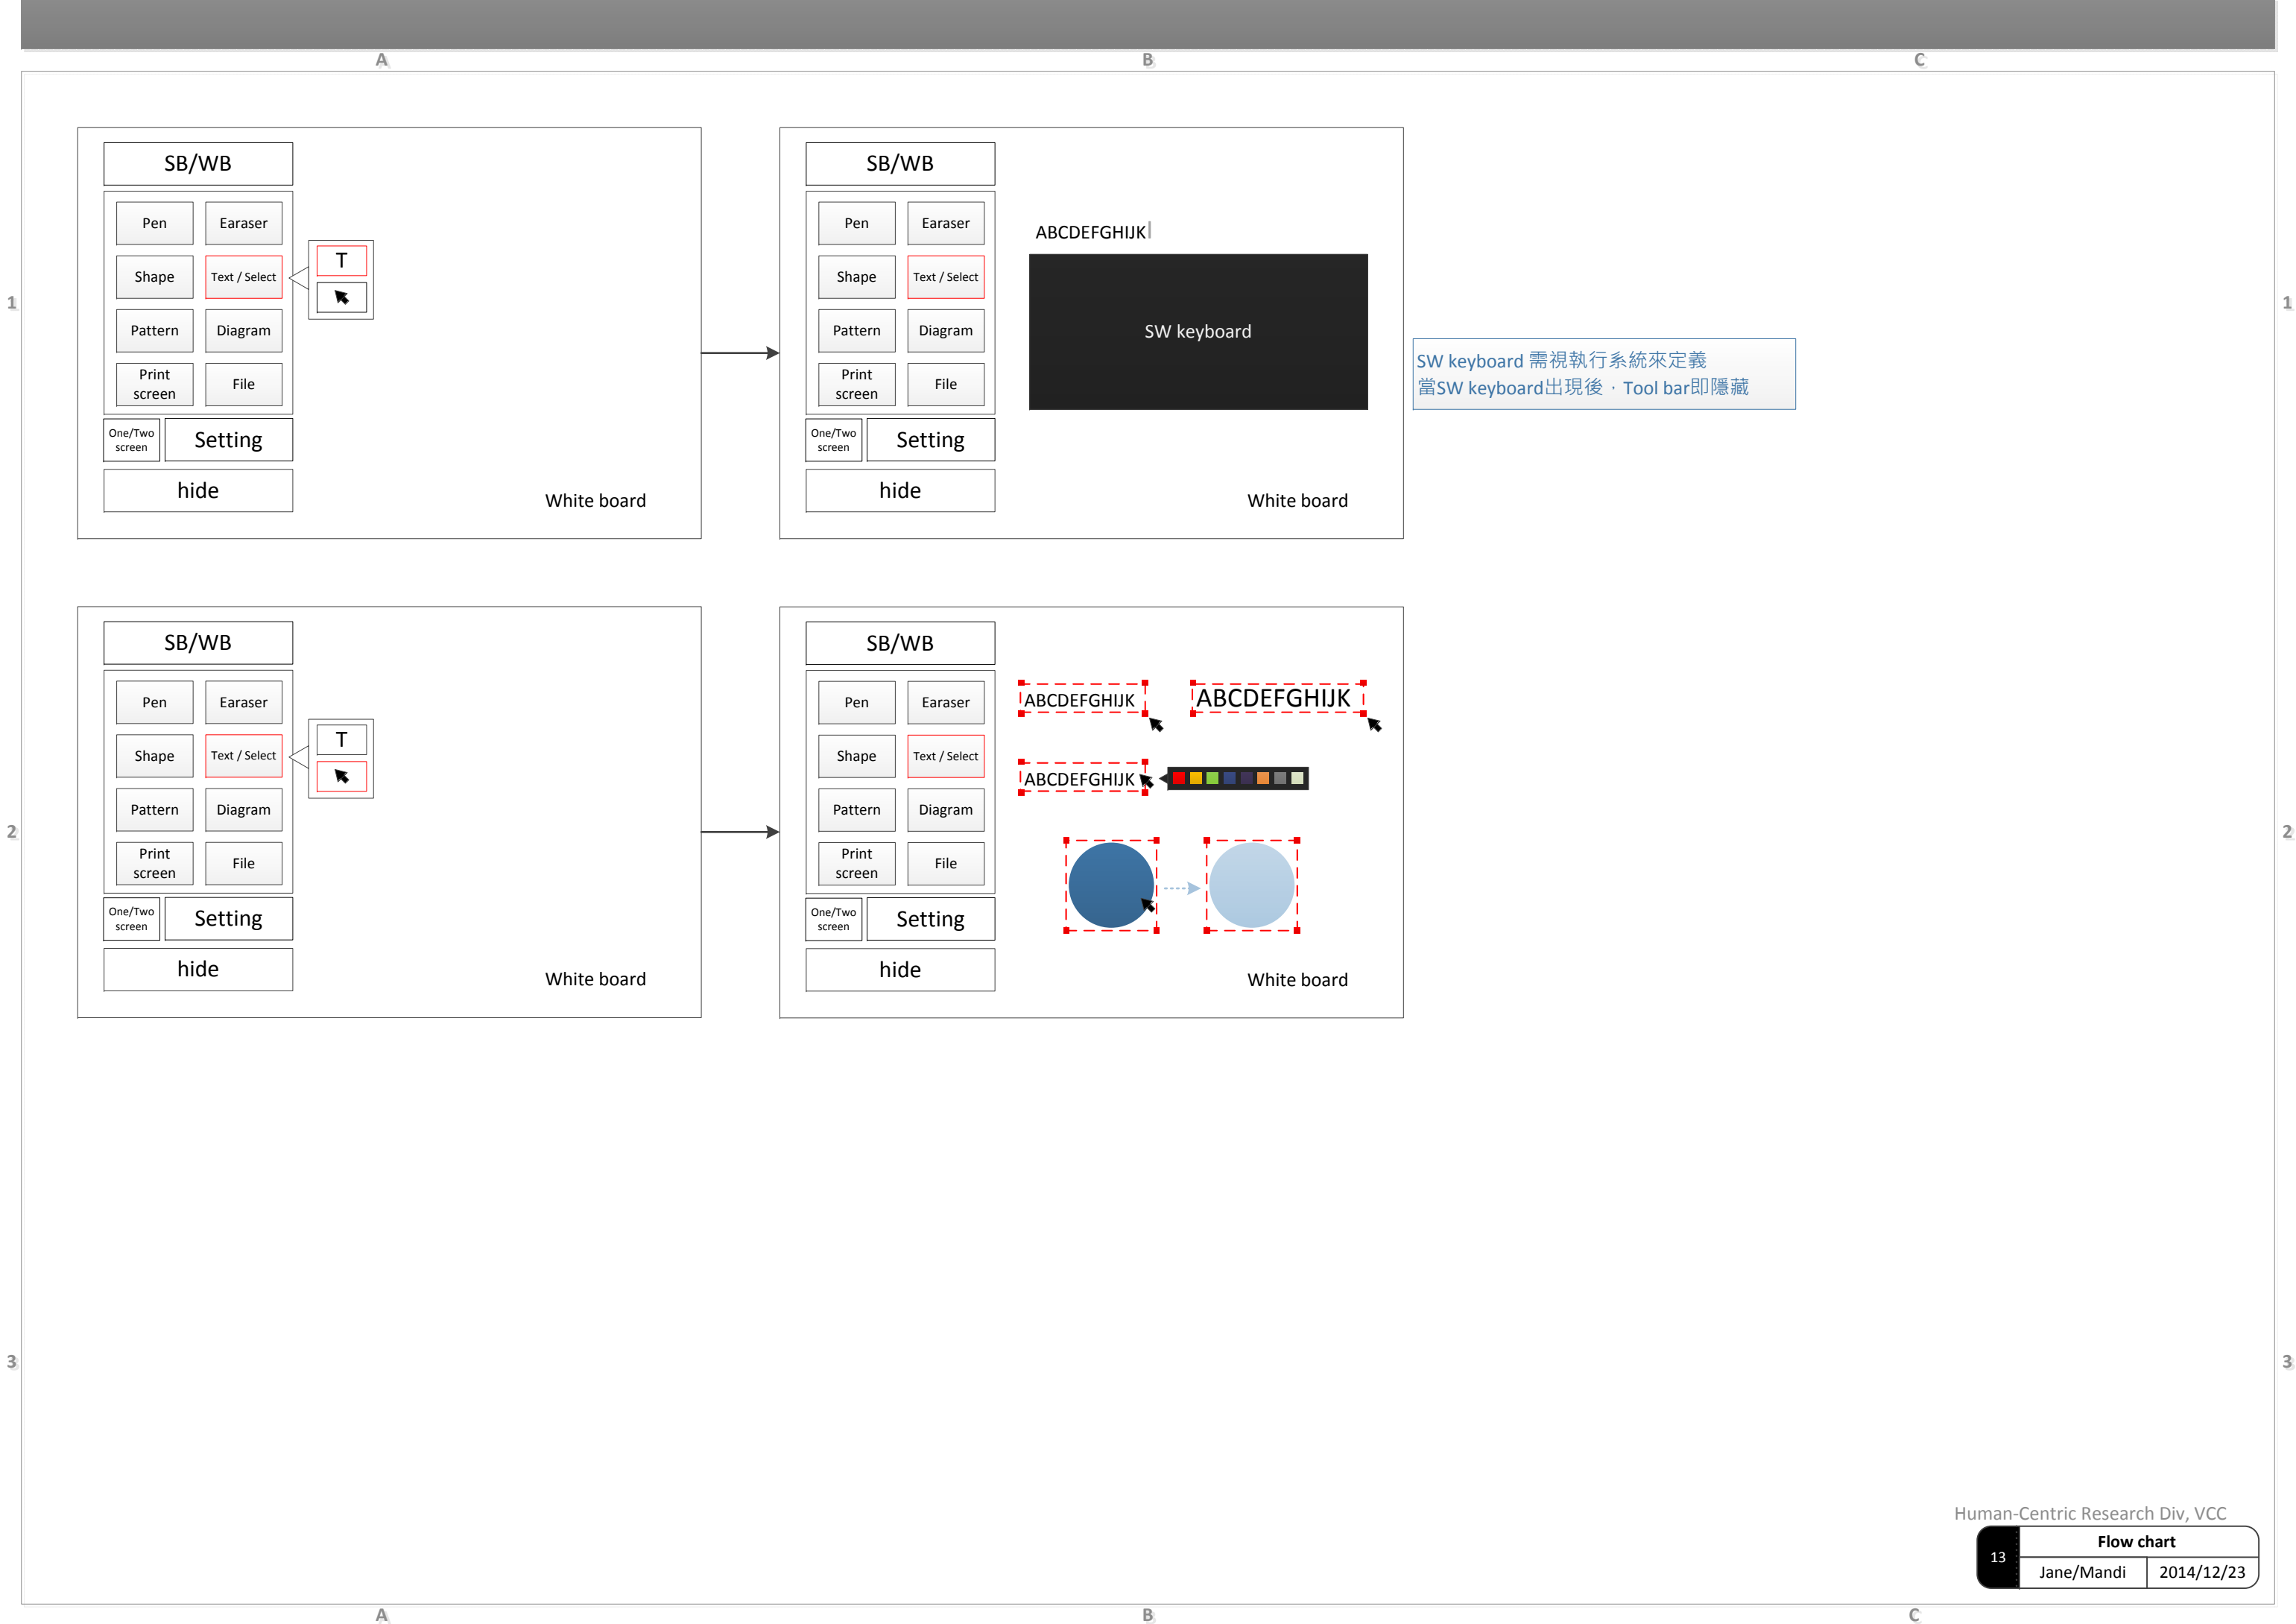 A
B
C
1
1
SB/WB
Pen
Earaser
Shape
Text / Select
Pattern
Diagram
Print
screen
File
One/Two
screen
Setting
hide
T
White board
SB/WB
Pen
Earaser
Shape
Text / Select
Pattern
Diagram
Print
screen
File
One/Two
screen
Setting
hide
ABCDEFGHIJK
SW keyboard
White board
SW keyboard 需視執行系統來定義
當SW keyboard出現後，Tool bar即隱藏
2
2
SB/WB
Pen
Earaser
Shape
Text / Select
Pattern
Diagram
Print
screen
File
One/Two
screen
Setting
hide
T
White board
SB/WB
Pen
Earaser
Shape
Text / Select
Pattern
Diagram
Print
screen
File
One/Two
screen
Setting
hide
ABCDEFGHIJK
ABCDEFGHIJK
ABCDEFGHIJK
White board
3
3
Human-Centric Research Div, VCC
13
Flow chart
Jane/Mandi
2014/12/23
A
B
C